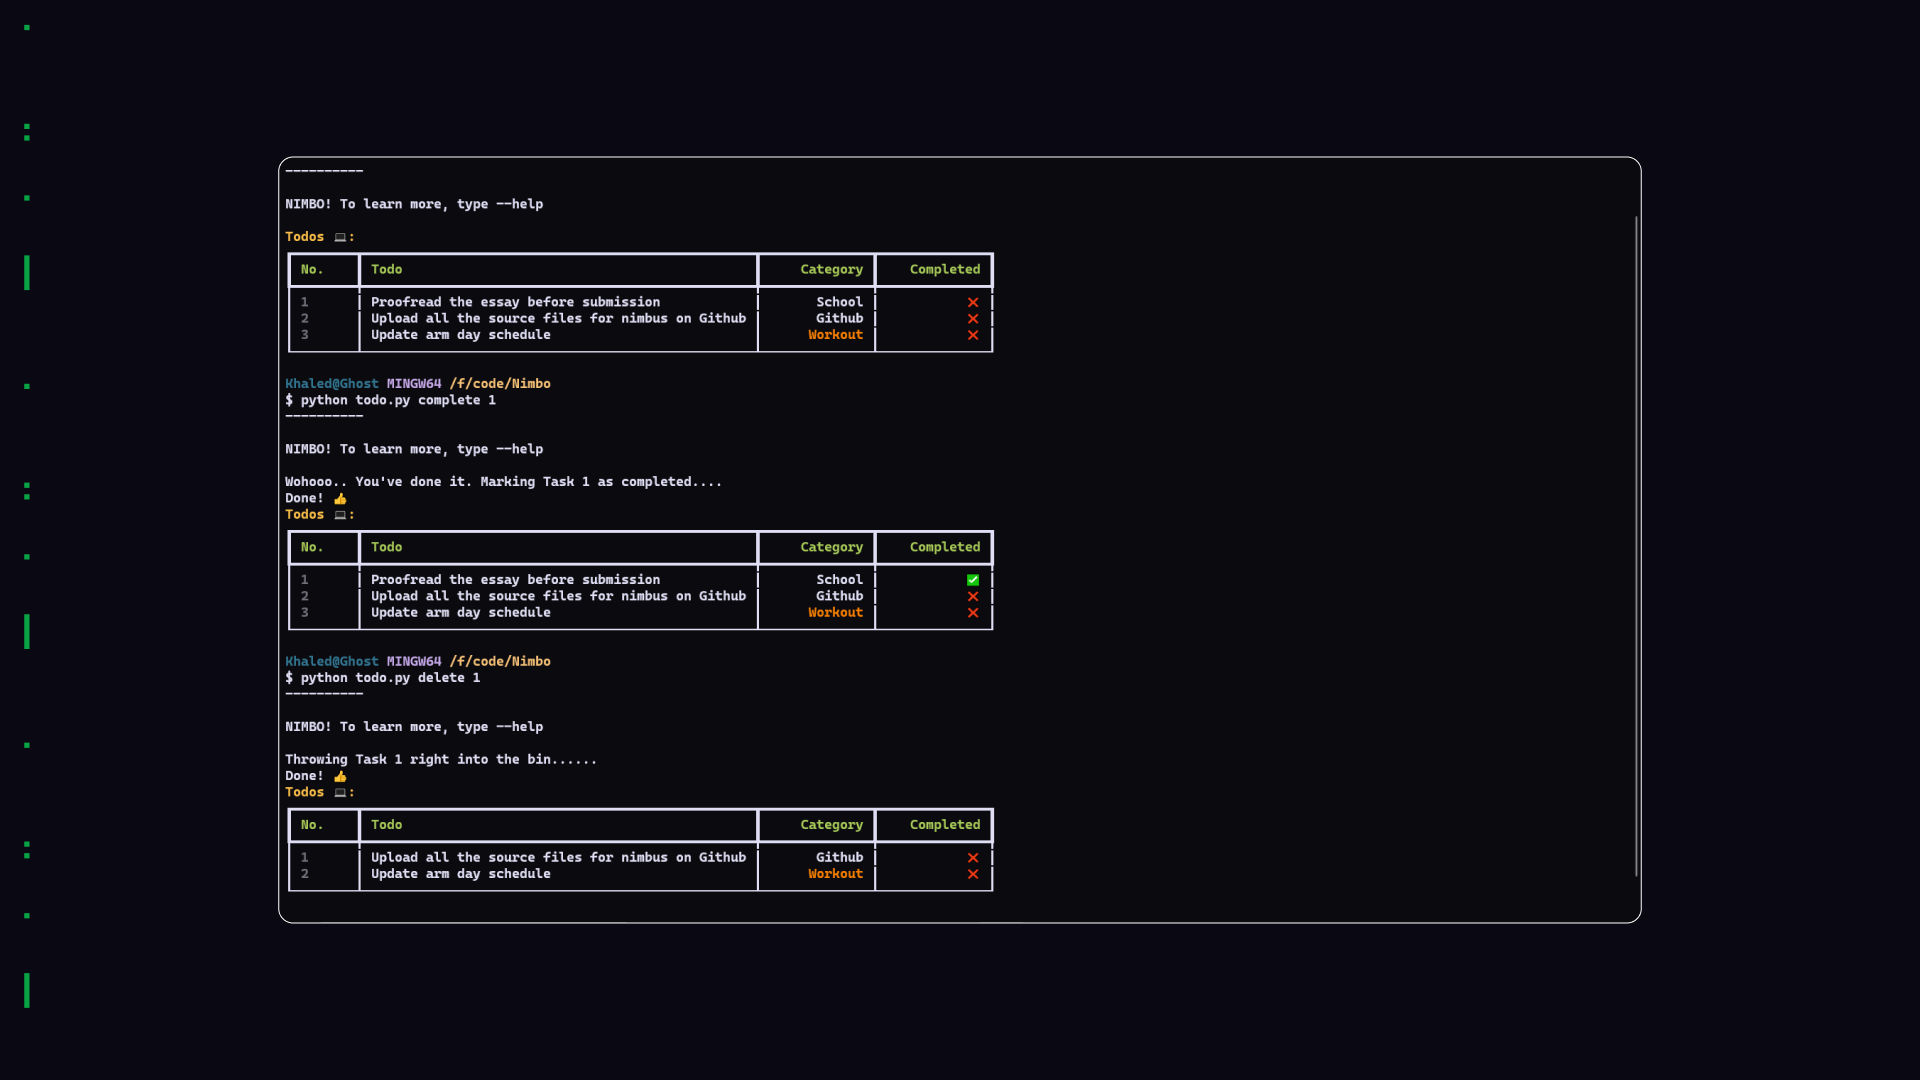 ----------
NIMBO! To learn more, type --help
Todos 💻:
No. Todo Category Completed
1 Proofread the essay before submission School ❌
2 Upload all the source files for nimbus on Github Github ❌
3 Update arm day schedule Workout ❌
Khaled@Ghost MINGW64 /f/code/Nimbo
$ python todo.py complete 1
----------
NIMBO! To learn more, type --help
Wohooo.. You've done it. Marking Task 1 as completed....
Done! 👍
Todos 💻:
No. Todo Category Completed
1 Proofread the essay before submission School ✅
2 Upload all the source files for nimbus on Github Github ❌
3 Update arm day schedule Workout ❌
Khaled@Ghost MINGW64 /f/code/Nimbo
$ python todo.py delete 1
----------
NIMBO! To learn more, type --help
Throwing Task 1 right into the bin......
Done! 👍
Todos 💻:
No. Todo Category Completed
1 Upload all the source files for nimbus on Github Github ❌
2 Update arm day schedule Workout ❌